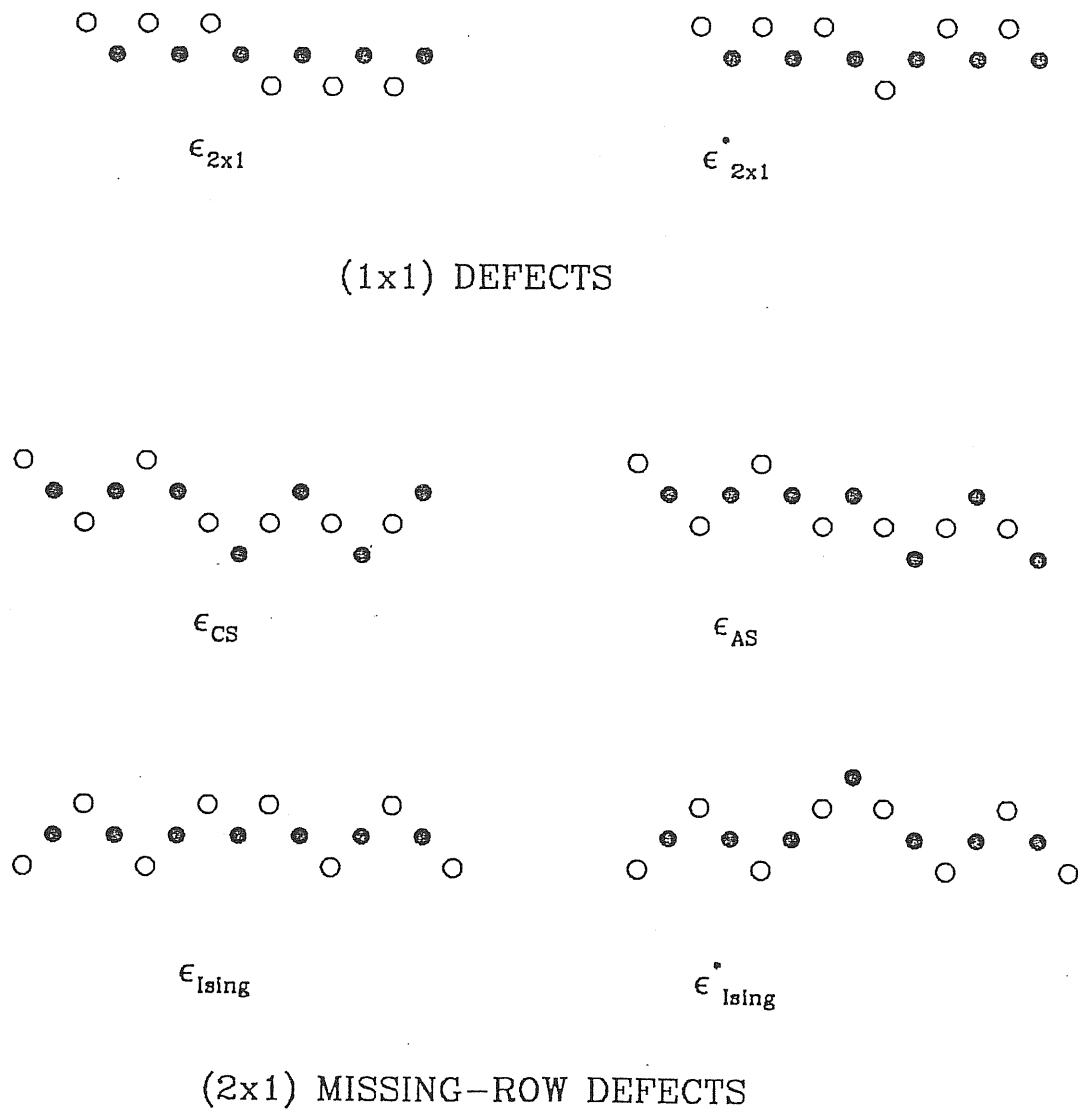 ϵ2x1
ϵ*2x1
(1x1) DEFECTS
ϵCS
ϵAS
ϵIsing
ϵ*Ising
(2x1) MISSING-ROW DEFECTS